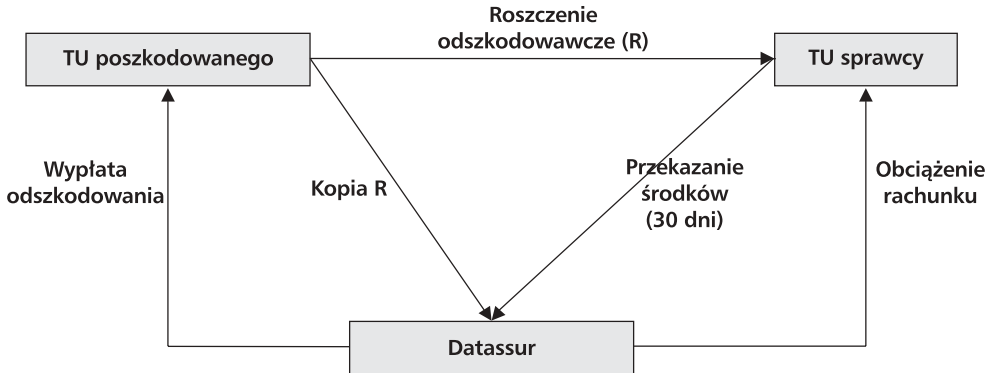 Roszczenie
odszkodowawcze (R)
TU poszkodowanego
TU sprawcy
Wypłata
odszkodowania
Kopia R
Przekazanie
środków
(30 dni)
Obciążenie
rachunku
Datassur